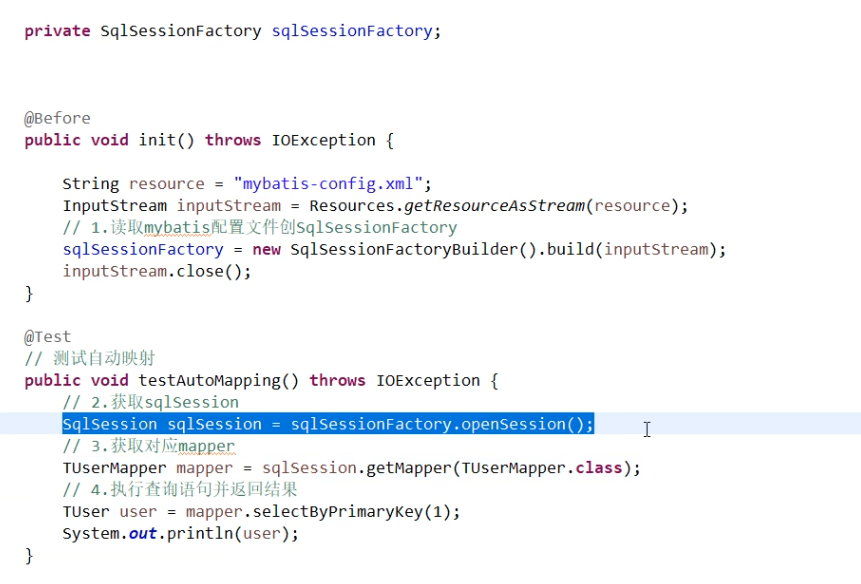 private SqlSessionFactory sqlSessionFactory;
@Before
public void init() throws IOException {
String resource = "mybatis-config.xml";
InputStream inputStream = Resources.getResourceAsStream(resource);
// 1.读取mybatis配置文件创SqlSessionFactory
sqlSessionFactory = new SqlSessionFactoryBuilder().build(inputStream);
inputStream.close();
}
@Test
// 测试自动映射
public void testAutoMapping() throws IOException {
// 2.获取sqlSession
SqlSession sqlSession = sqlSessionFactory.openSession();
// 3.获取对应mapper
TUserMapper mapper = sqlSession.getMapper(TUserMapper.class);
// 4.执行查询语句并返回结果
TUser user = mapper.selectByPrimaryKey(1);
System.out.println(user);
}